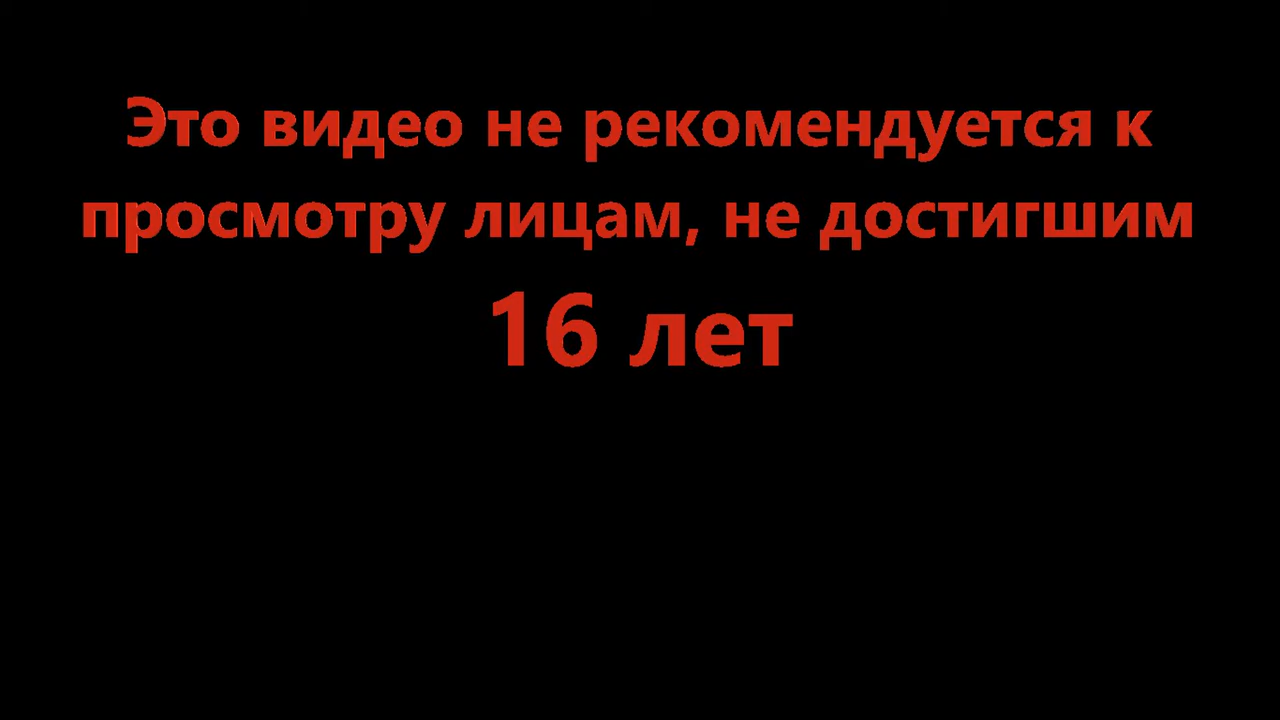 Это видео не рекомендуется к
просмотру лицам, не достигшим
16 лет